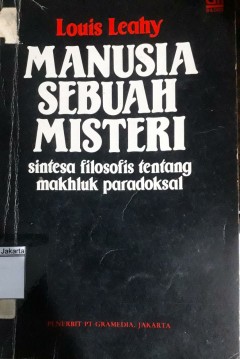 Louis Leahy
MANUSIA
SEBUAH
MISTERI
sintesa filosofis tentang
makhluk paradoksal
Jakarta
PENERBIT PT GRAMEDIA, JAKARTA